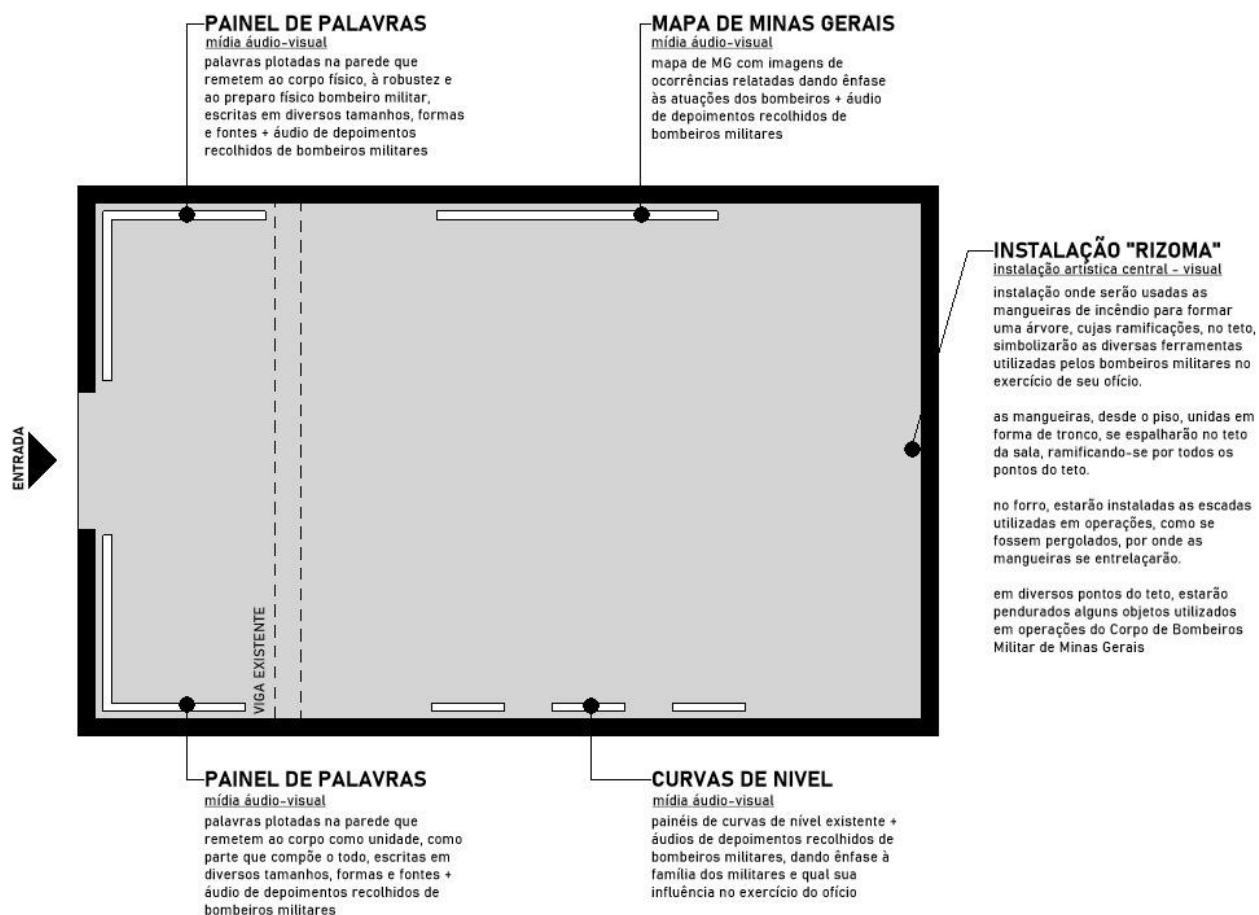 PAINEL DE PALAVRAS
mídia áudio-visual
palavras plotadas na parede que
remetem ao corpo físico, à robustez e
ao preparo físico bombeiro militar,
escritas em diversos tamanhos, formas
e fontes + áudio de depoimentos
recolhidos de bombeiros militares
MAPA DE MINAS GERAIS
mídia áudio-visual
mapa de MG com imagens de
ocorrências relatadas dando ênfase
às atuações dos bombeiros + áudio
de depoimentos recolhidos de
bombeiros militares
INSTALAÇÃO "RIZOMA"
instalação artística central - visual
instalação onde serão usadas as
mangueiras de incêndio para formar
uma árvore, cujas ramificações, no teto,
simbolizarão as diversas ferramentas
utilizadas pelos bombeiros militares no
exercício de seu ofício.
as mangueiras, desde o piso, unidas em
forma de tronco, se espalharão no teto
da sala, ramificando-se por todos os
pontos do teto.
no forro, estarão instaladas as escadas
utilizadas em operações, como se
fossem pergolados, por onde as
mangueiras se entrelaçarão.
em diversos pontos do teto, estarão
pendurados alguns objetos utilizados
em operações do Corpo de Bombeiros
Militar de Minas Gerais
ENTRADA
VIGA EXISTENTE
PAINEL DE PALAVRAS
mídia áudio-visual
palavras plotadas na parede que
remetem ao corpo como unidade, como
parte que compõe o todo, escritas em
diversos tamanhos, formas e fontes +
áudio de depoimentos recolhidos de
bombeiros militares
CURVAS DE NIVEL
mídia áudio-visual
painéis de curvas de nível existente +
áudios de depoimentos recolhidos de
bombeiros militares, dando ênfase à
família dos militares e qual sua
influência no exercício do ofício